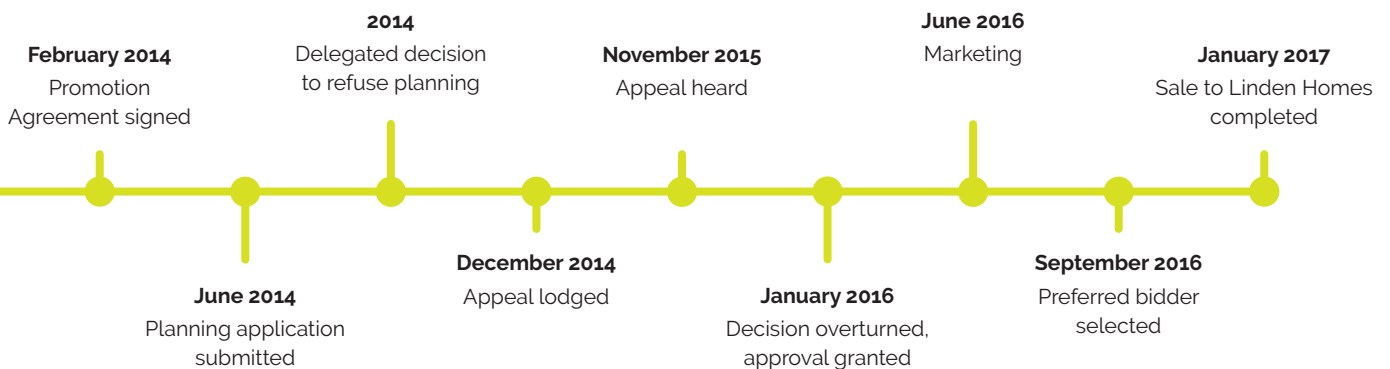 February 2014
Promotion
Agreement signed
June 2014
Planning application
submitted
2014
Delegated decision
to refuse planning
December 2014
Appeal lodged
November 2015
Appeal heard
January 2016
Decision overturned,
approval granted
June 2016
Marketing
September 2016
Preferred bidder
selected
January 2017
Sale to Linden Homes
completed